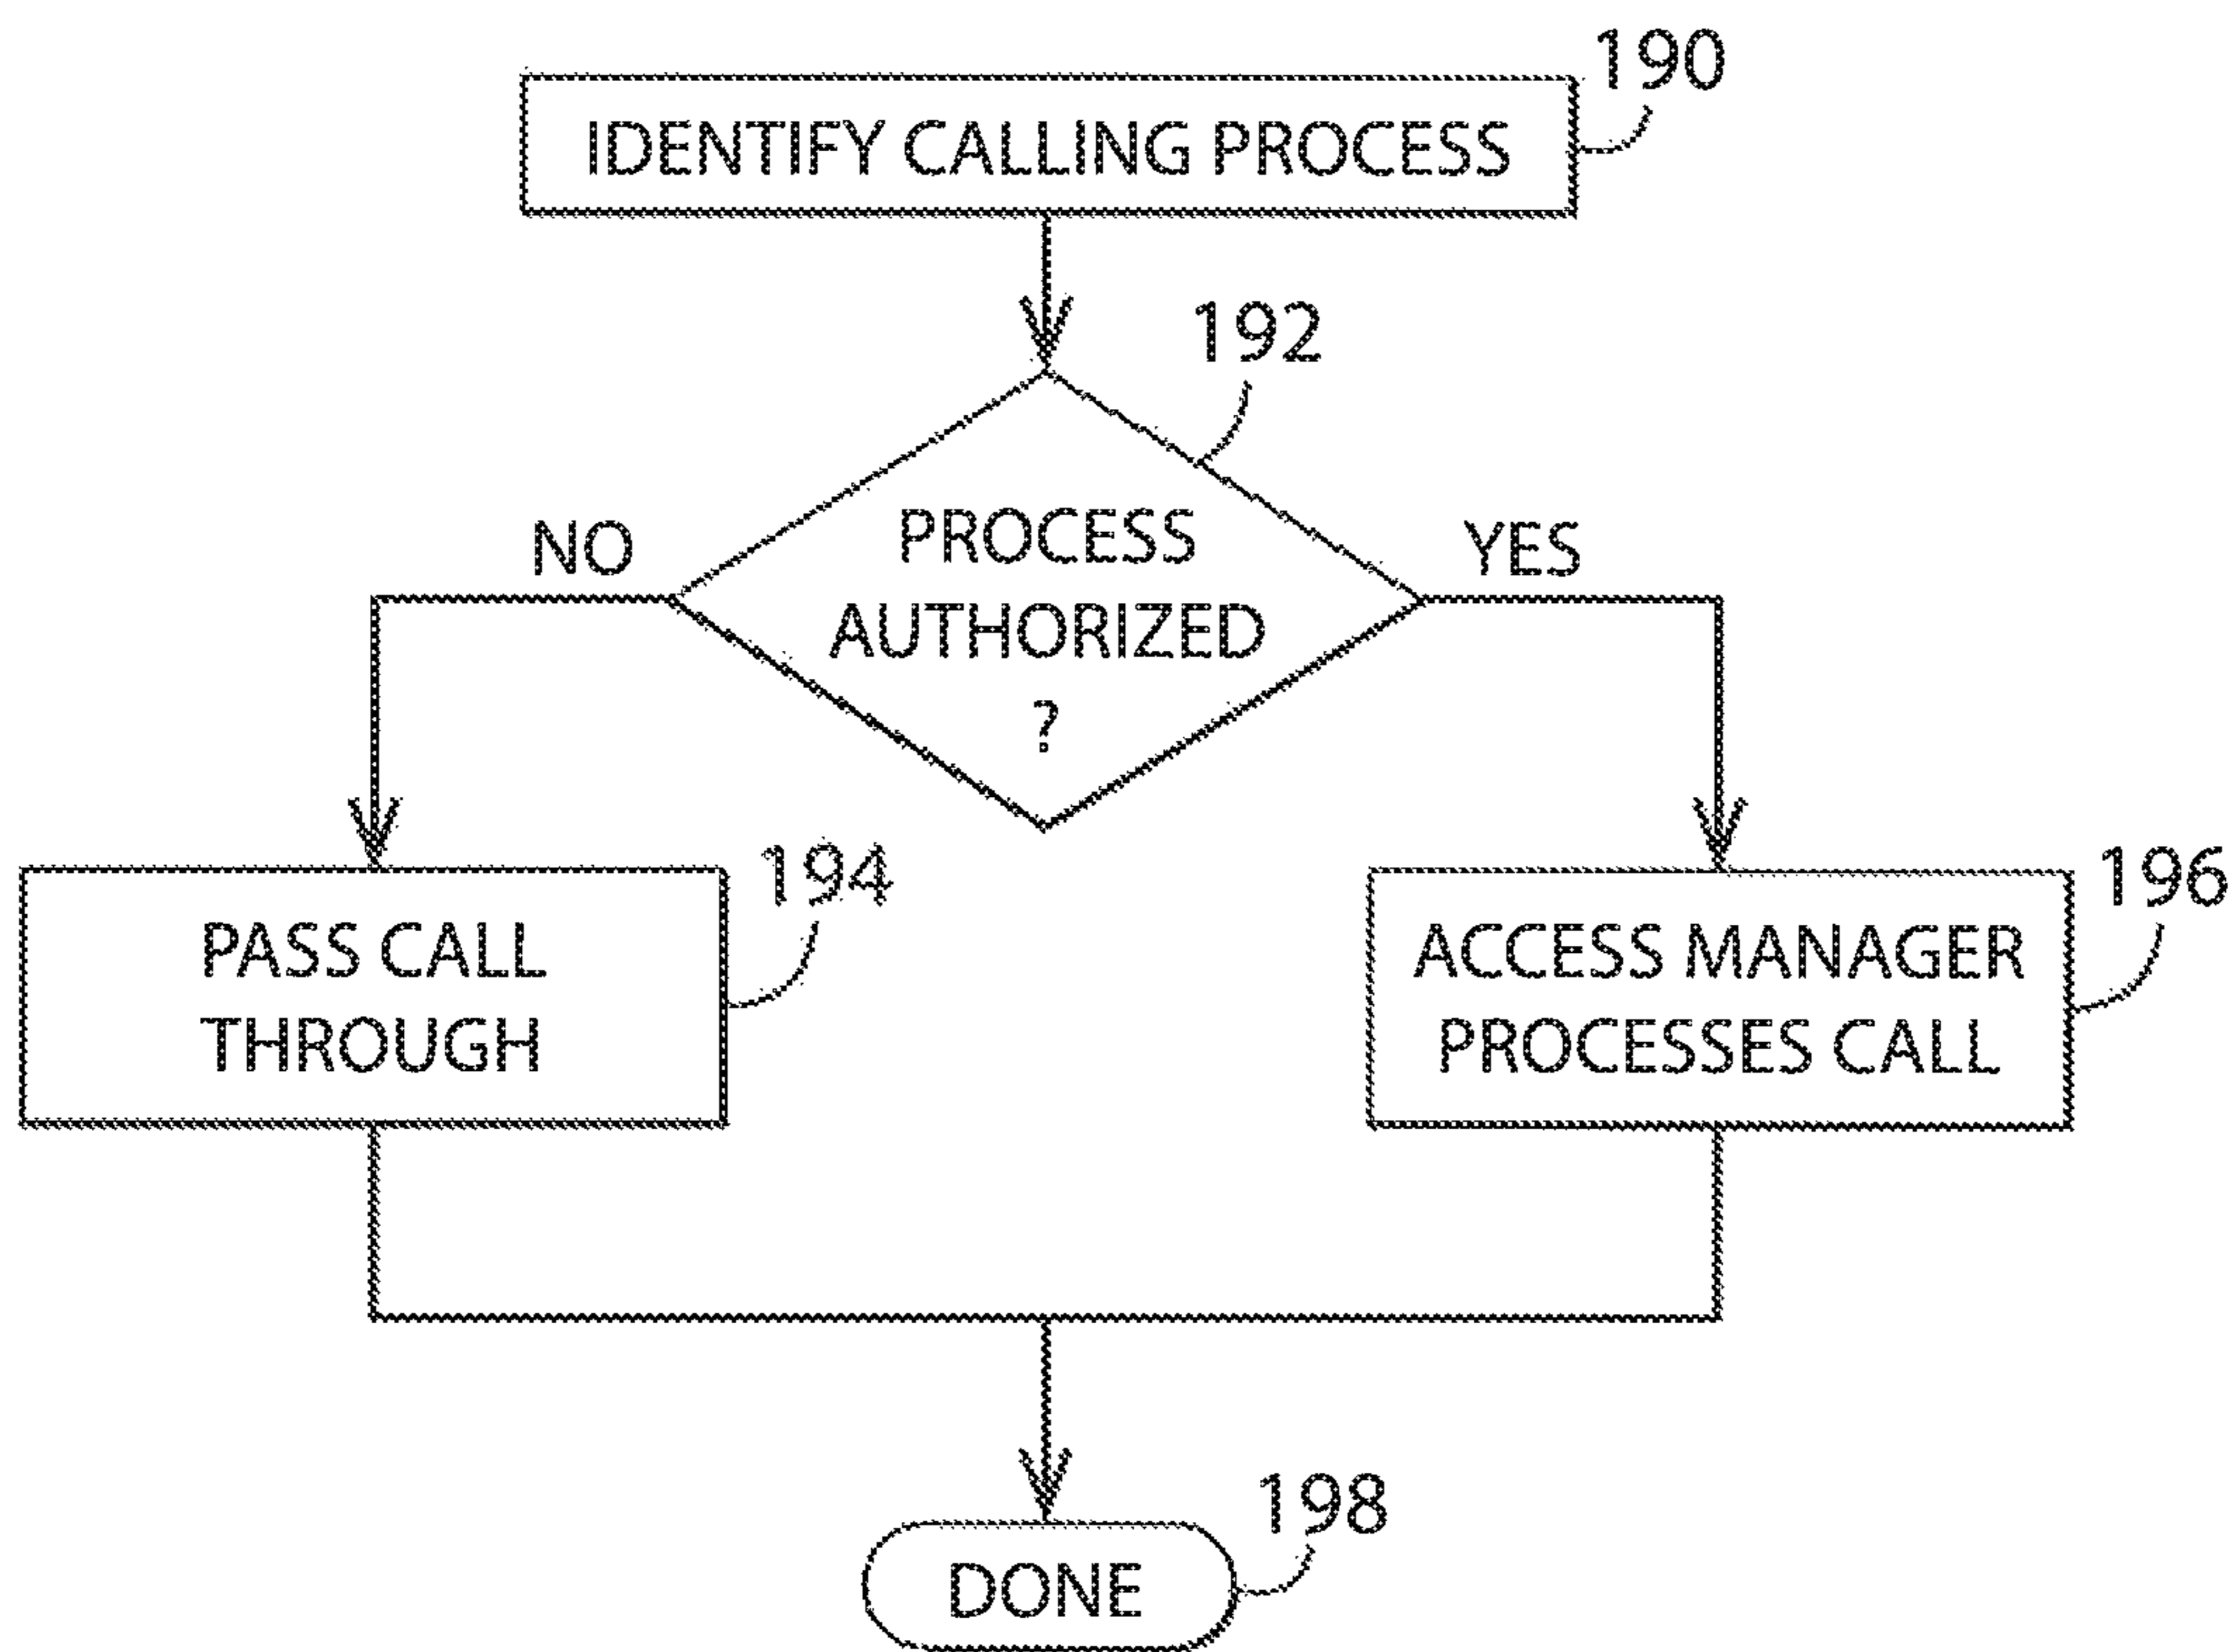 190
IDENTIFY CALLING PROCESS
192
NO
PROCESS
AUTHORIZED
?
YES
194
PASS CALL
THROUGH
196
ACCESS MANAGER
PROCESSES CALL
198
DONE